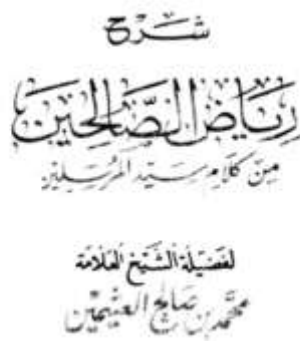 شرح
رياض الصالحين
من كلام سيد المرسلين
لفضيلة الشيخ العلامة
محمد بن صالح العثيمين